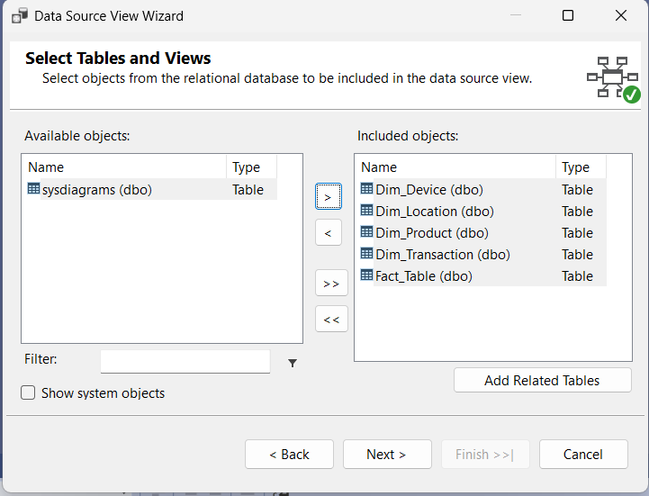 Data Source View Wizard
Select Tables and Views
Select objects from the relational database to be included in the data source view.
Available objects:
Name Type
sysdiagrams (dbo) Table
>
<
>>
<<
Included objects:
Name Type
Dim_Device (dbo) Table
Dim_Location (dbo) Table
Dim_Product (dbo) Table
Dim_Transaction (dbo) Table
Fact_Table (dbo) Table
Filter:
Show system objects
Add Related Tables
< Back Next > Finish >>| Cancel